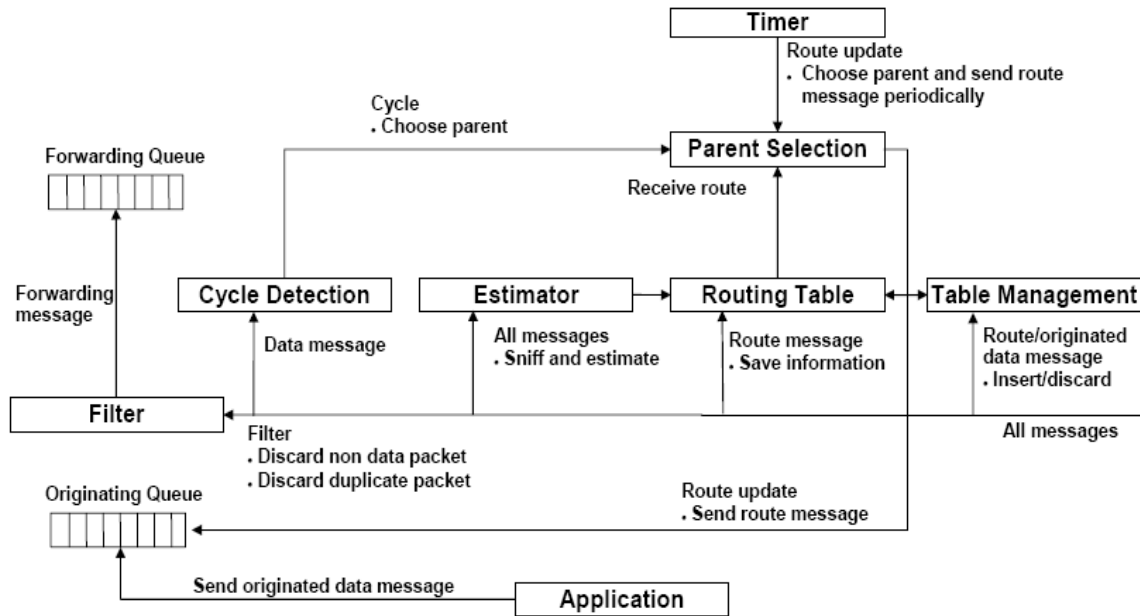 Timer
Route update
. Choose parent and send route
message periodically
Cycle
. Choose parent
Parent Selection
Forwarding Queue
Receive route
Forwarding
message
Cycle Detection
Estimator
Routing Table
Table Management
Data message
All messages
. Sniff and estimate
Route message
. Save information
Route/originated
data message
. Insert/discard
Filter
All messages
Filter
. Discard non data packet
. Discard duplicate packet
Originating Queue
Route update
. Send route message
Send originated data message
Application